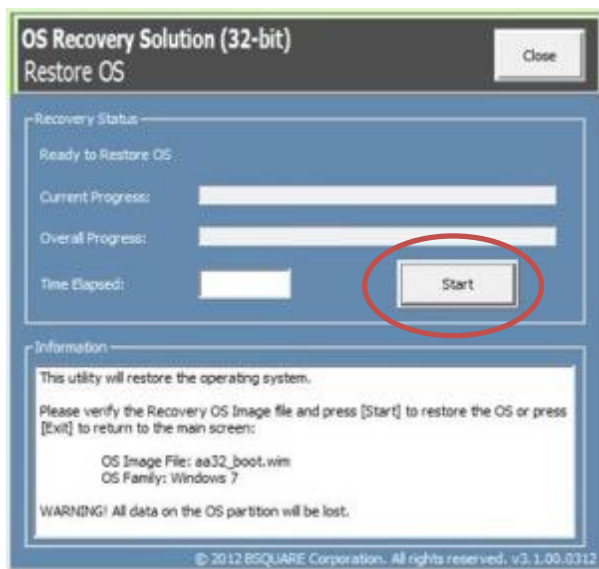 OS Recovery Solution (32-bit)
Restore OS
Close
Recovery Status
Ready to Restore OS
Current Progress:
Overall Progress:
Time Elapsed:
Start
Information
This utility will restore the operating system.
Please verify the Recovery OS Image file and press [Start] to restore the OS or press
[Exit] to return to the main screen:
OS Image File: aa32_boot.wim
OS Family: Windows 7
WARNING! All data on the OS partition will be lost.
© 2012 BSQUARE Corporation. All rights reserved. v3.1.00.0312